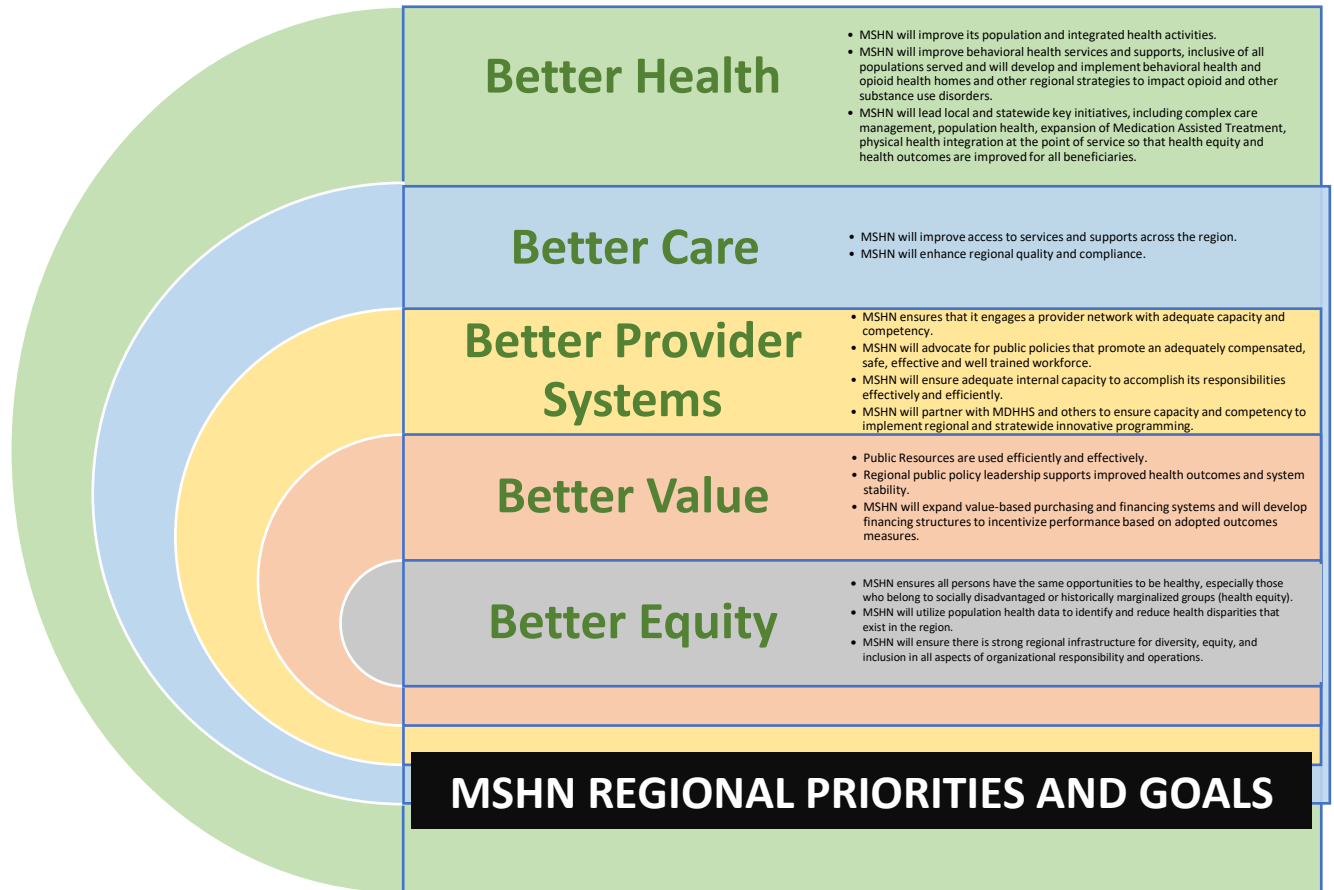 Better Health
• MSHN will improve its population and integrated health activities.
• MSHN will improve behavioral health services and supports, inclusive of all
populations served and will develop and implement behavioral health and
opioid health homes and other regional strategies to impact opioid and other
substance use disorders.
• MSHN will lead local and statewide key initiatives, including complex care
management, population health, expansion of Medication Assisted Treatment,
physical health integration at the point of service so that health equity and
health outcomes are improved for all beneficiaries.
Better Care
• MSHN will improve access to services and supports across the region.
• MSHN will enhance regional quality and compliance.
Better Provider
Systems
• MSHN ensures that it engages a provider network with adequate capacity and
competency.
• MSHN will advocate for public policies that promote an adequately compensated,
safe, effective and well trained workforce.
• MSHN will ensure adequate internal capacity to accomplish its responsibilities
effectively and efficiently.
• MSHN will partner with MDHHS and others to ensure capacity and competency to
implement regional and stratewide innovative programming.
Better Value
• Public Resources are used efficiently and effectively.
• Regional public policy leadership supports improved health outcomes and system
stability.
• MSHN will expand value-based purchasing and financing systems and will develop
financing structures to incentivize performance based on adopted outcomes
measures.
Better Equity
• MSHN ensures all persons have the same opportunities to be healthy, especially those
who belong to socially disadvantaged or historically marginalized groups (health equity).
• MSHN will utilize population health data to identify and reduce health disparities that
exist in the region.
• MSHN will ensure there is strong regional infrastructure for diversity, equity, and
inclusion in all aspects of organizational responsibility and operations.
MSHN REGIONAL PRIORITIES AND GOALS